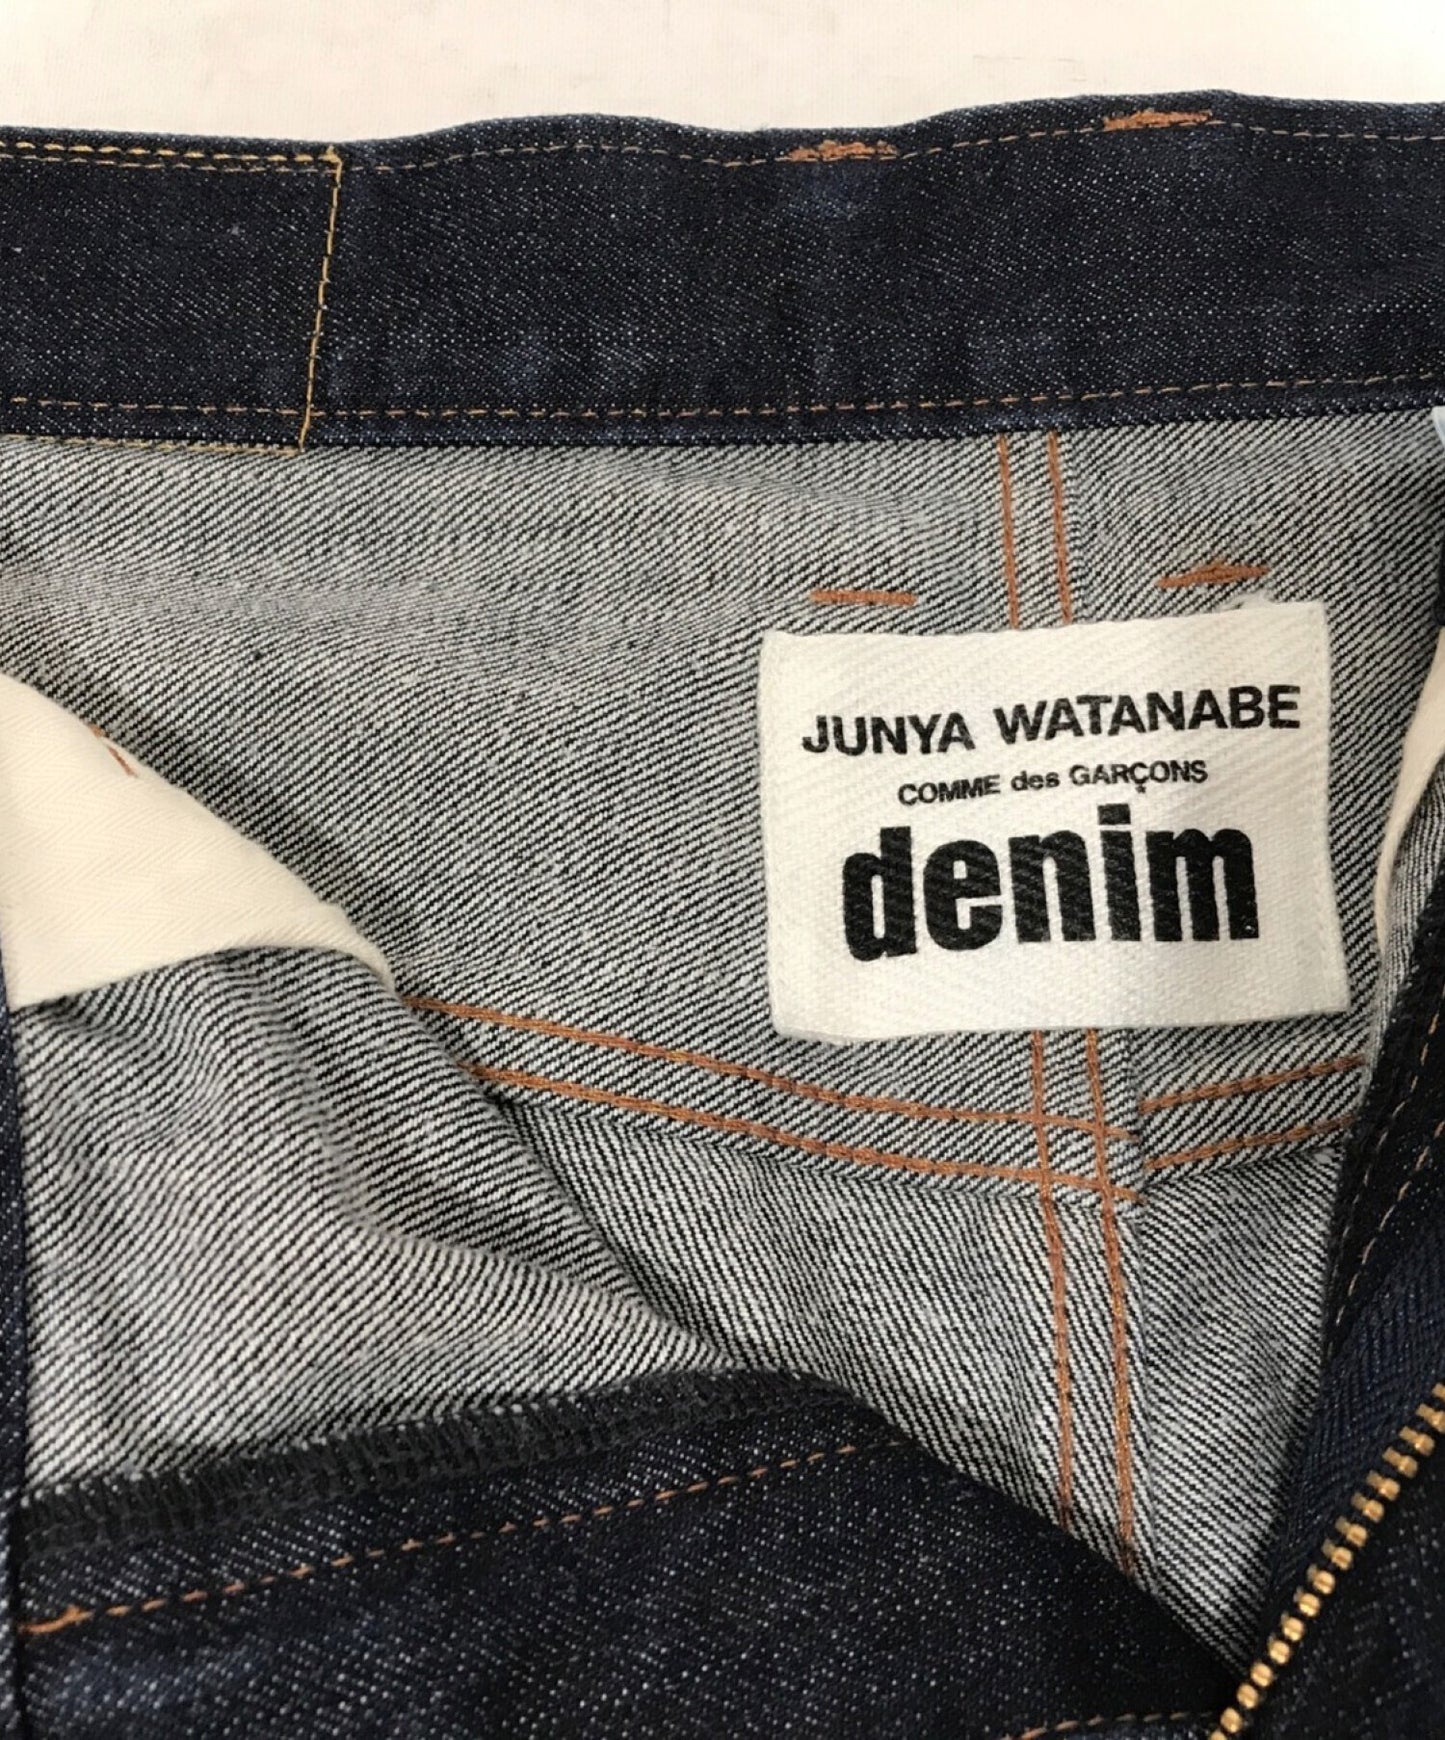 JUNYA WATANABE
COMME des GARÇONS
denim